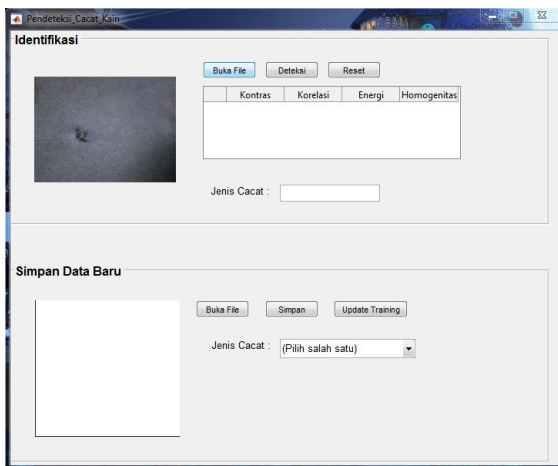 Pendeteksi_Cacat_Kain
Identifikasi
Buka File Deteksi Reset
Kontras Korelasi Energi Homogenitas
Jenis Cacat :
Simpan Data Baru
Buka File Simpan Update Training
Jenis Cacat : (Pilih salah satu)